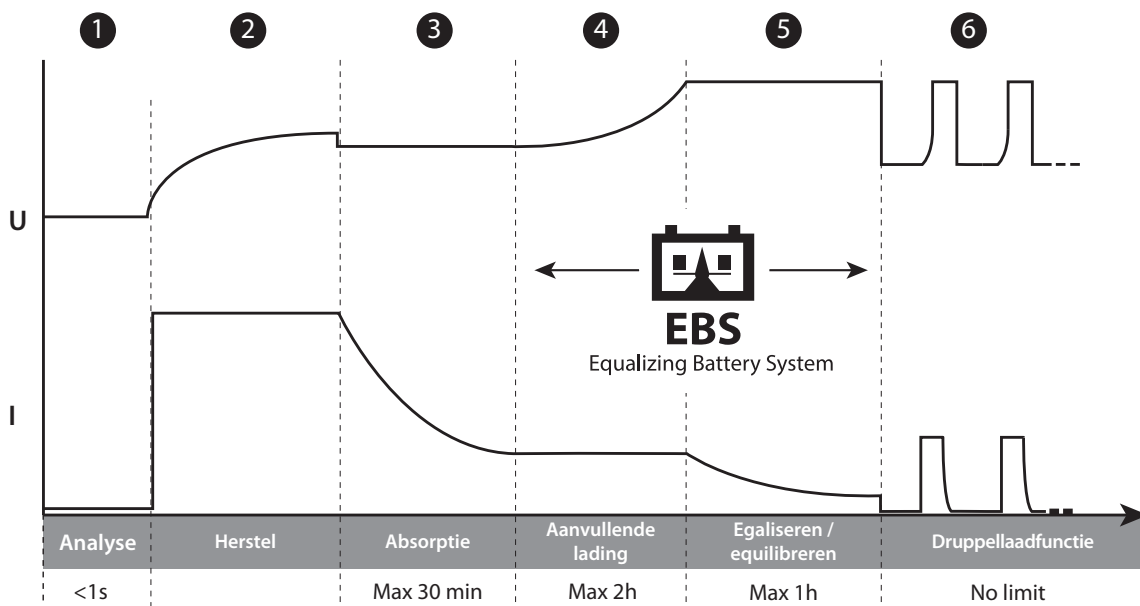 1 2 3 4 5 6
U
EBS
Equalizing Battery System
I
Analyse Herstel Absorptie Aanvullende lading Egaliseren / equilibreren Druppellaadfunctie
<1s Max 30 min Max 2h Max 1h No limit